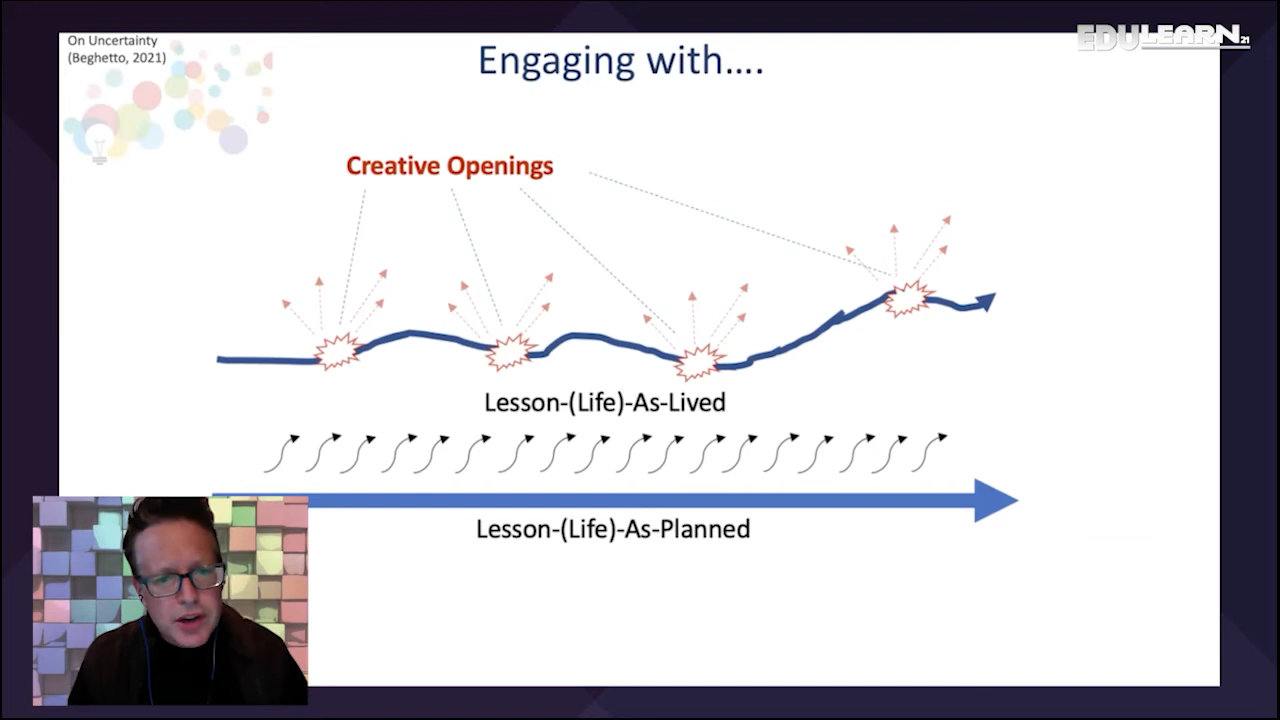 On Uncertainty
(Beghetto, 2021)
EDULEARN21
Engaging with....
Creative Openings
Lesson-(Life)-As-Lived
Lesson-(Life)-As-Planned